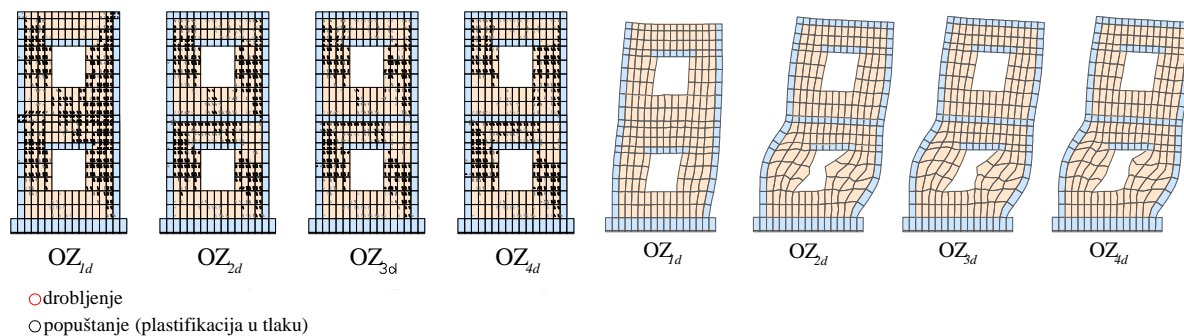 OZ1d OZ2d OZ3d OZ4d OZ1d OZ2d OZ3d OZ4d
drobljenje
popuštanje (plastifikacija u tlaku)